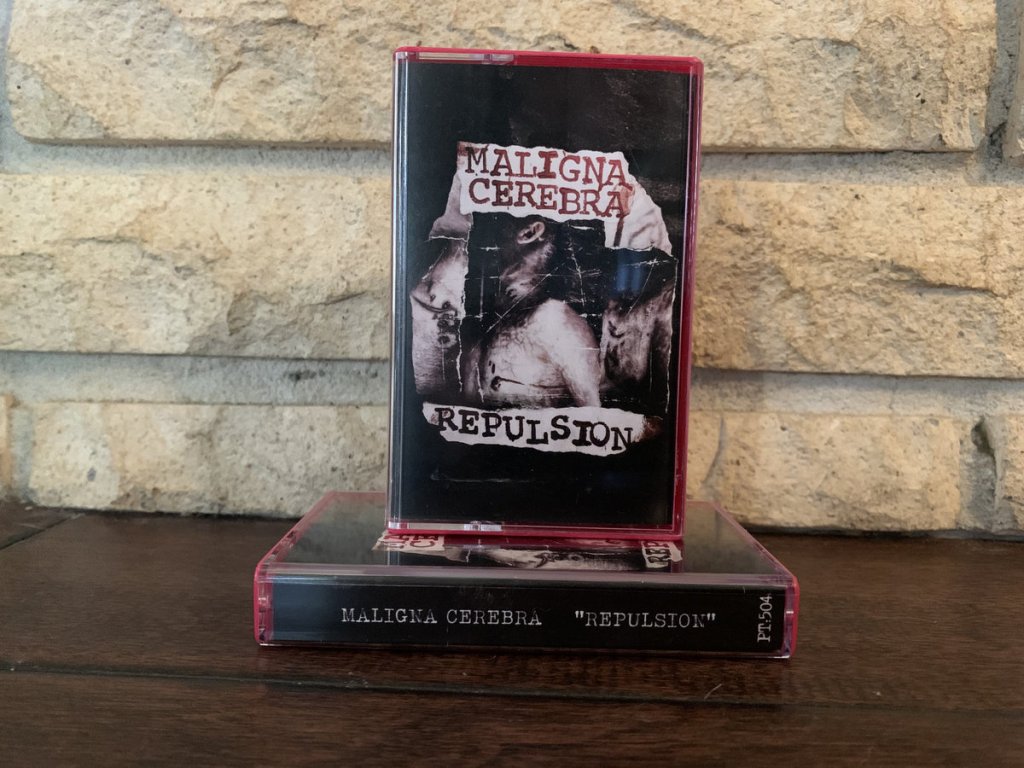 MALIGNA
CEREBRA
REPULSION
MALIGNA CEREBRA "REPULSION"
PT-504